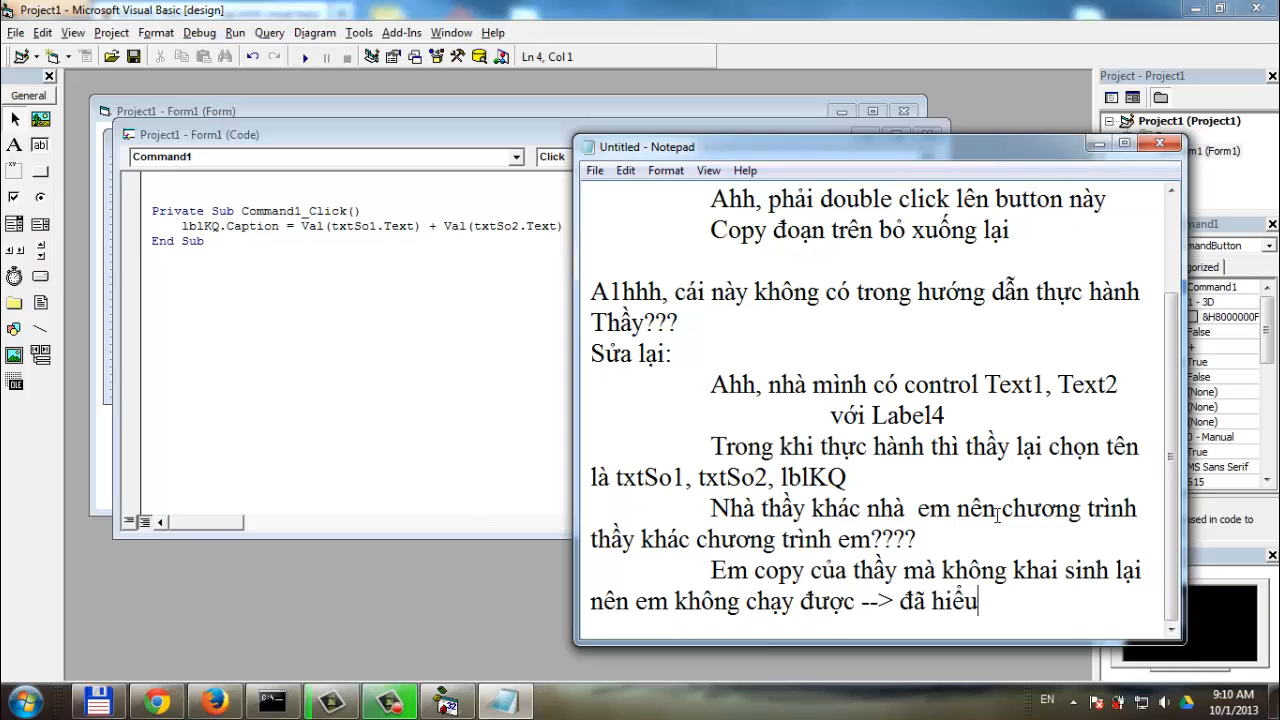 Project1 - Microsoft Visual Basic [design]
File Edit View Project Format Debug Run Query Diagram Tools Add-Ins Window Help
Ln 4, Col 1
General
Project1 - Form1 (Form)
Project1 - Form1 (Code)
Command1
Click
Private Sub Command1_Click()
lblKQ.Caption = Val(txtSo1.Text) + Val(txtSo2.Text)
End Sub
Untitled - Notepad
File Edit Format View Help
Ahh, phải double click lên button này
Copy đoạn trên bỏ xuống lại
A1hhh, cái này không có trong hướng dẫn thực hành
Thầy???
Sửa lại:
Ahh, nhà mình có control Text1, Text2
với Label4
Trong khi thực hành thì thầy lại chọn tên
là txtSo1, txtSo2, lblKQ
Nhà thầy khác nhà em nên chương trình
thầy khác chương trình em????
Em copy của thầy mà không khai sinh lại
nên em không chạy được --> đã hiểu
Project - Project1
Project1 (Project1)
orm1 (Form1)
mand1
mandButton
gorized
Command1
1 - 3D
&H8000000F
False
+
True
False
(None)
(None)
(None)
0 - Manual
MS Sans Serif
615
used in code to
EN
9:10 AM
10/1/2013